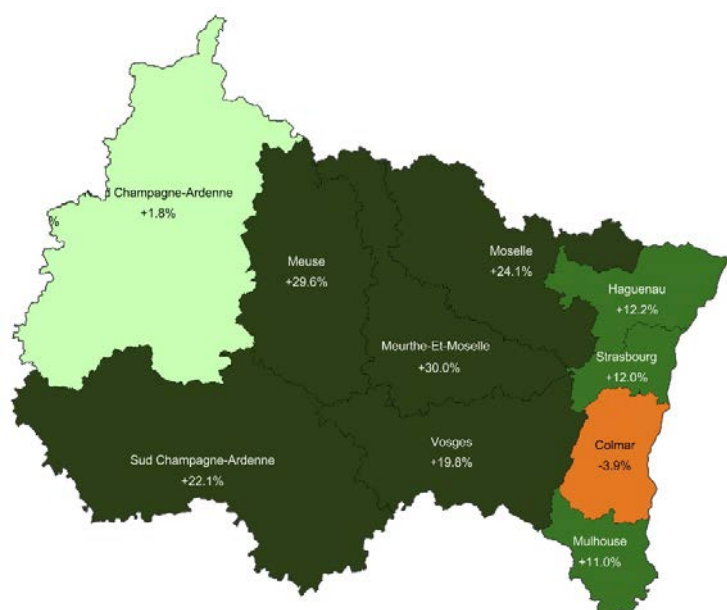 Champagne-Ardenne
+1.8%
%
Meuse
+29.6%
Moselle
+24.1%
Haguenau
+12.2%
Meurthe-Et-Moselle
+30.0%
Strasbourg
+12.0%
Vosges
+19.8%
Colmar
-3.9%
Sud Champagne-Ardenne
+22.1%
Mulhouse
+11.0%